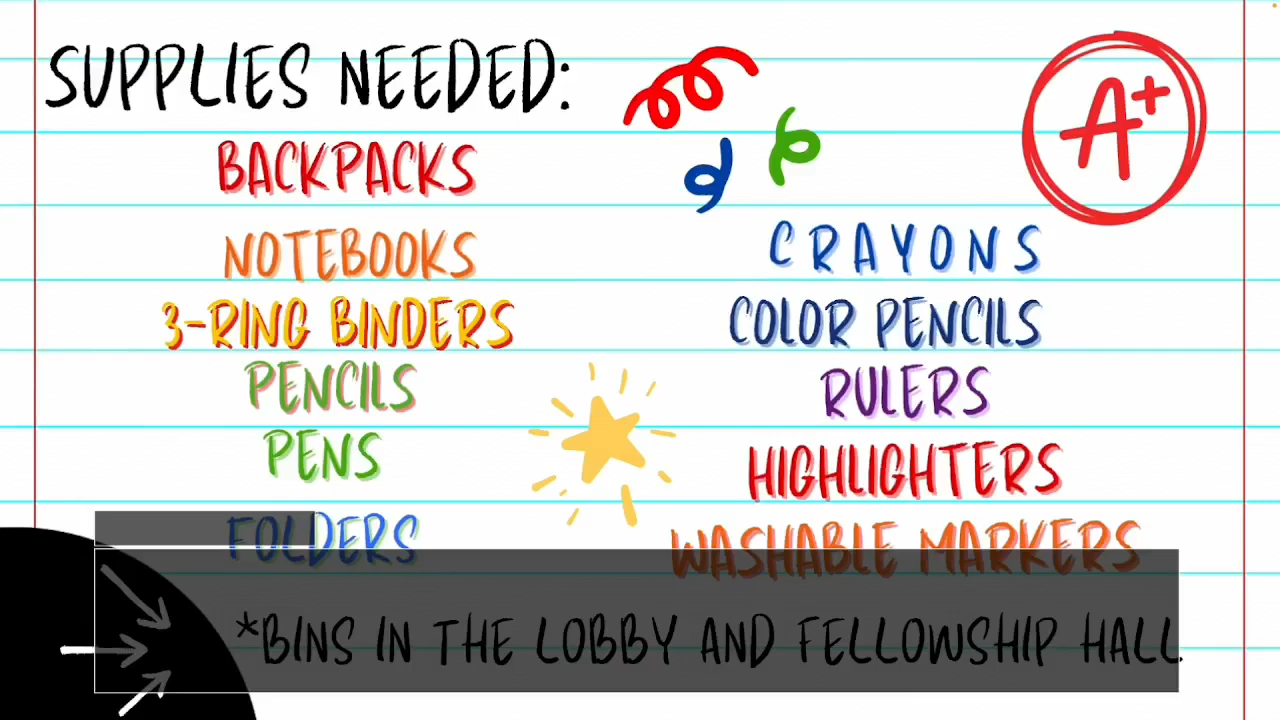 SUPPLIES NEEDED:
A+
BACKPACKS
NOTEBOOKS
3-RING BINDERS
PENCILS
PENS
FOLDERS
CRAYONS
COLOR PENCILS
RULERS
HIGHLIGHTERS
WASHABLE MARKERS
*BINS IN THE LOBBY AND FELLOWSHIP HALL.